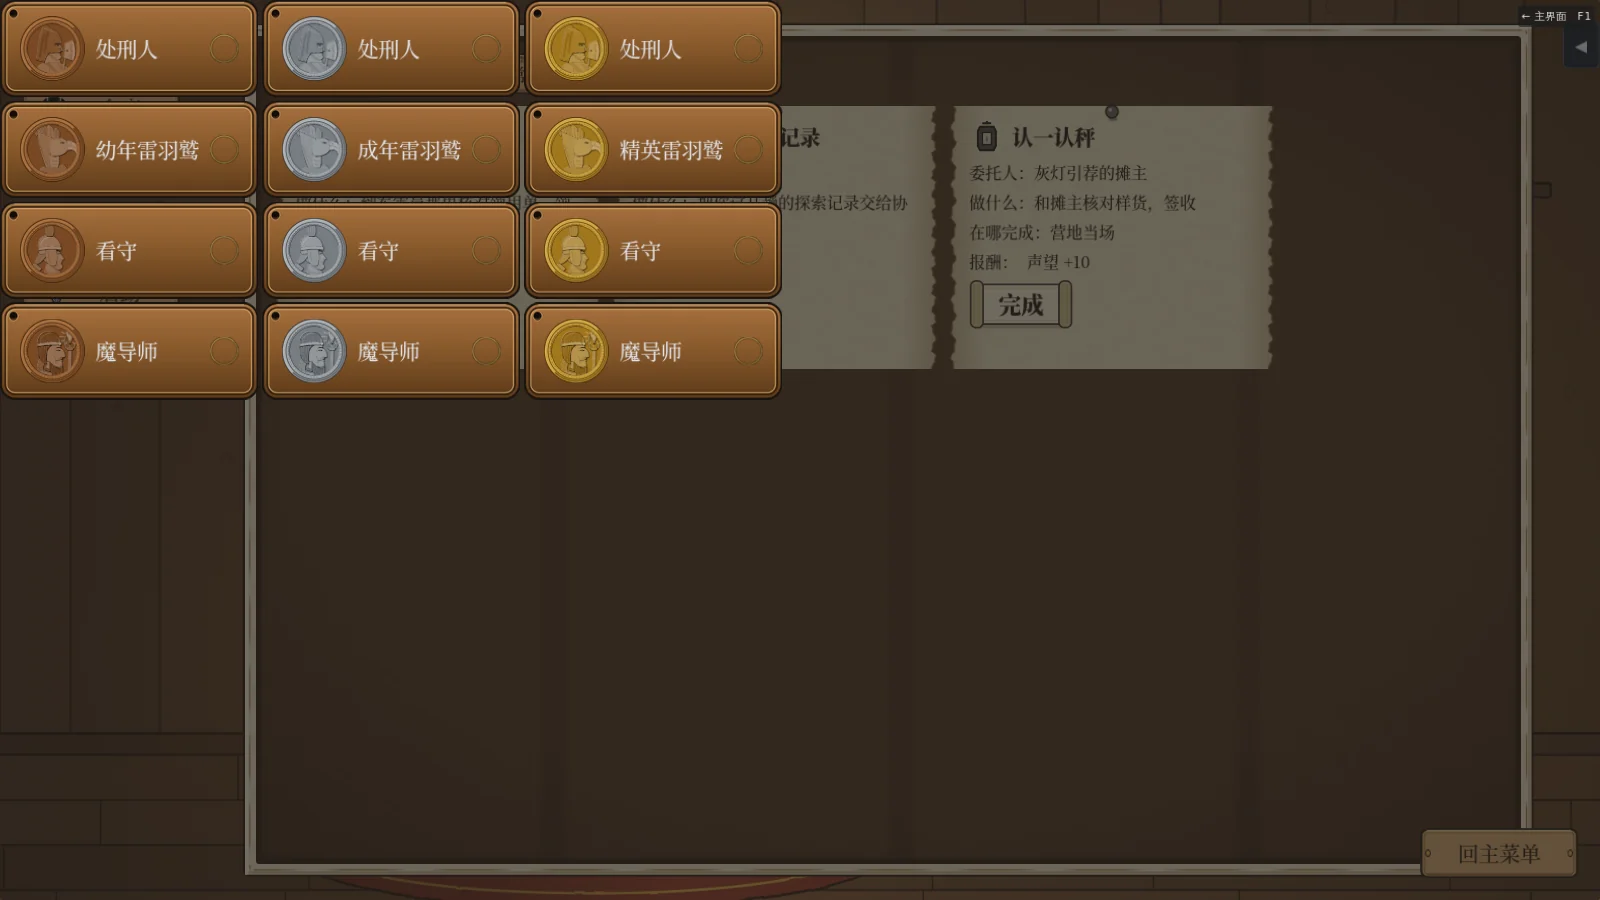 处刑人
处刑人
处刑人
← 主界面 F1
幼年雷羽鹫
成年雷羽鹫
精英雷羽鹫
看守
看守
看守
魔导师
魔导师
魔导师
记录
的探索记录交给协
认一认秤
委托人：灰灯引荐的摊主
做什么：和摊主核对样货，签收
在哪完成：营地当场
报酬： 声望 +10
完成
回主菜单